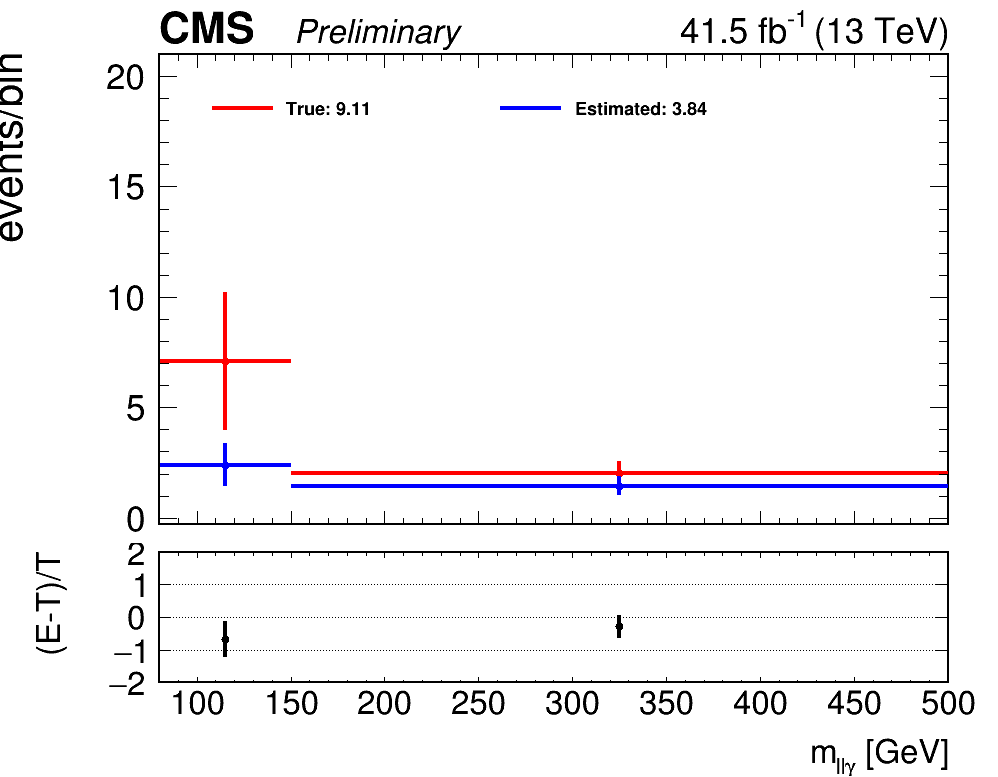 CMS Preliminary 41.5 fb⁻¹ (13 TeV)
events/bin
20
True: 9.11 Estimated: 3.84
15
10
5
0
(E-T)/T
2
1
0
−1
−2
100 150 200 250 300 350 400 450 500
m_llγ [GeV]